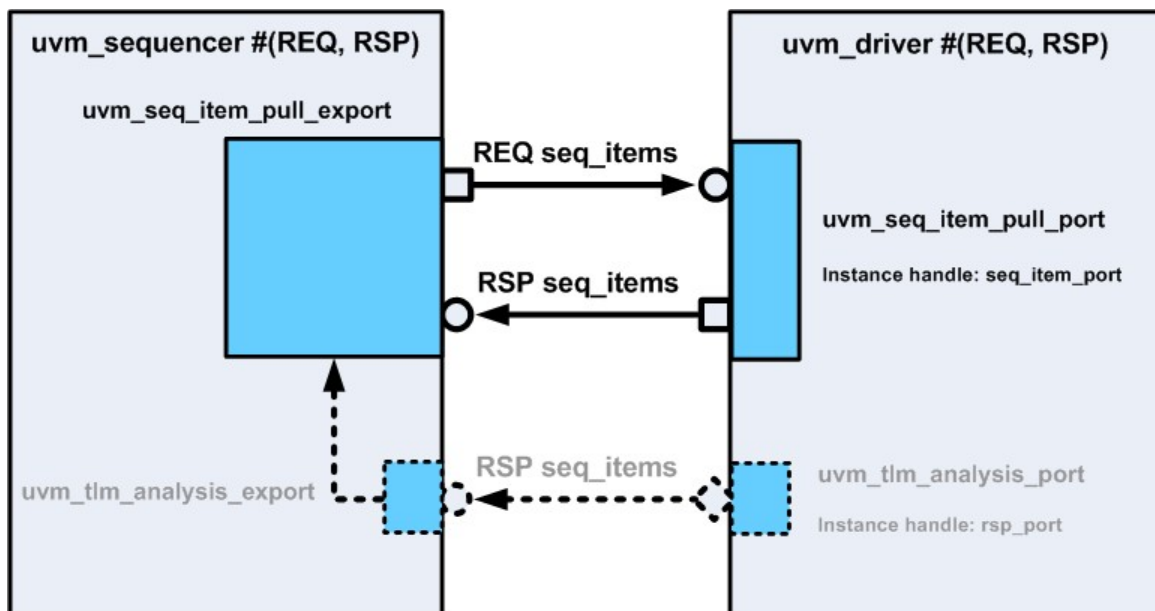 uvm_sequencer #(REQ, RSP)
uvm_driver #(REQ, RSP)
uvm_seq_item_pull_export
REQ seq_items
uvm_seq_item_pull_port
Instance handle: seq_item_port
RSP seq_items
RSP seq_items
uvm_tlm_analysis_export
uvm_tlm_analysis_port
Instance handle: rsp_port